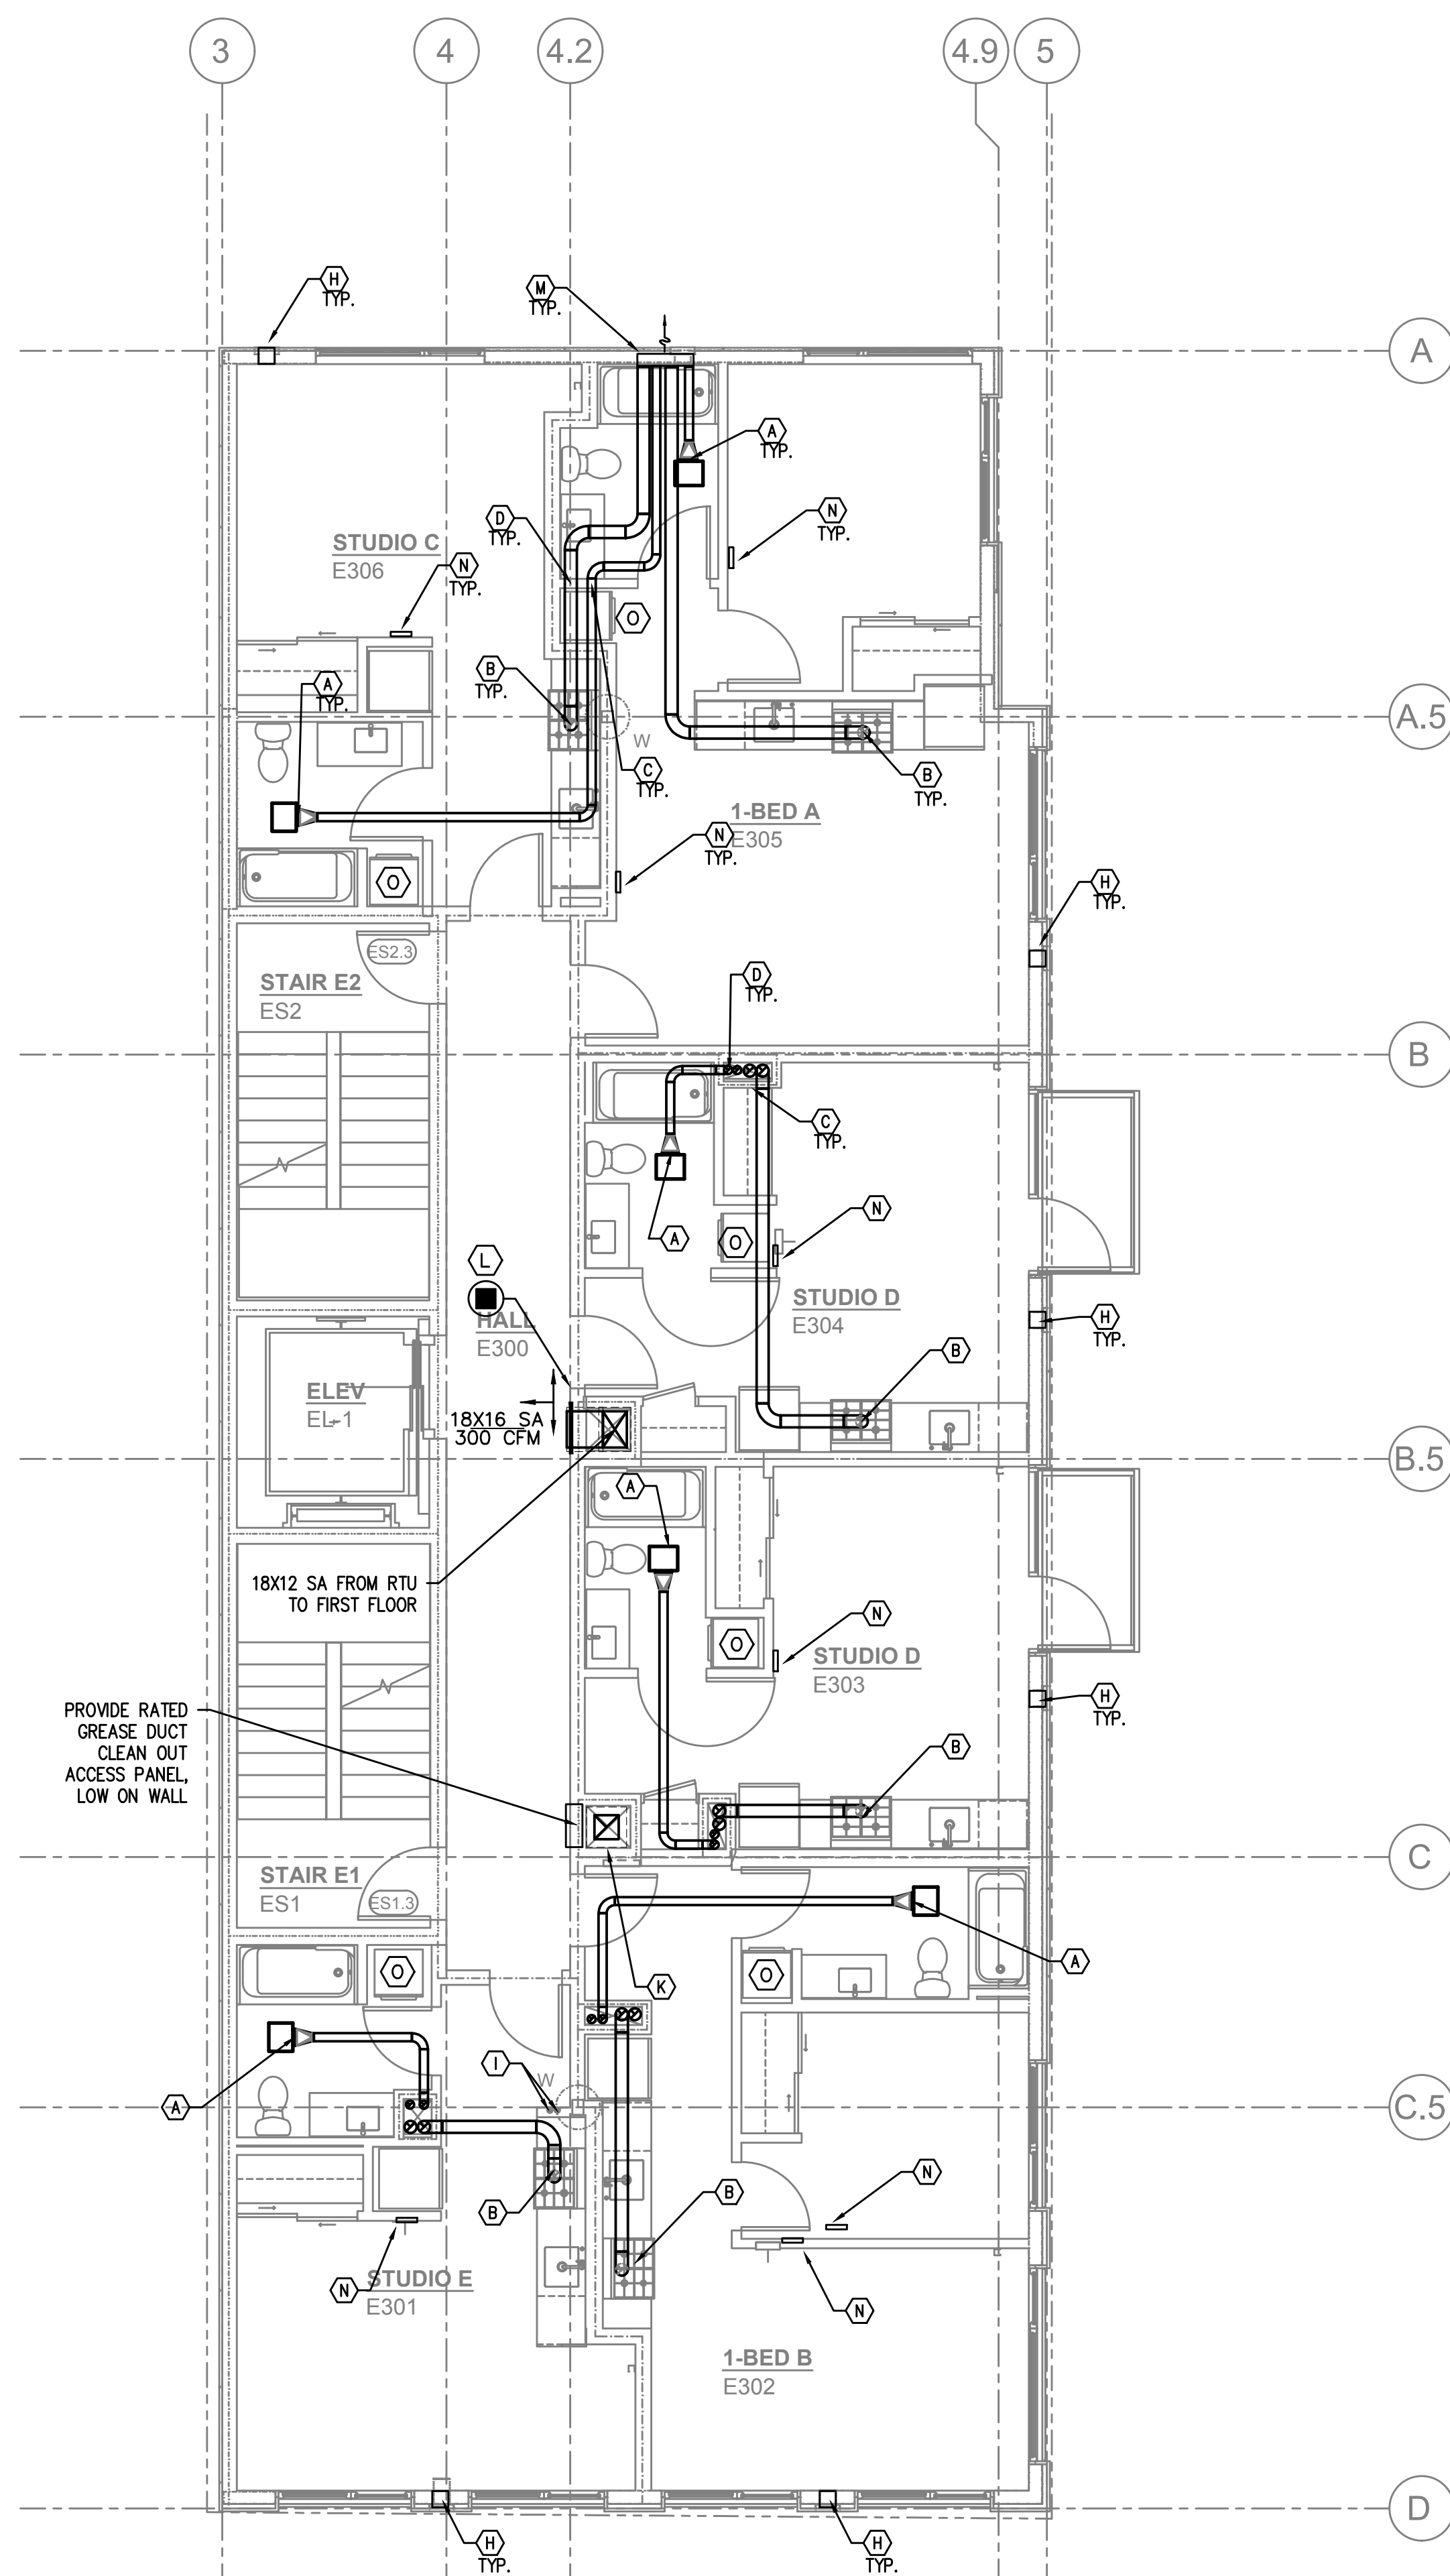 3
4
4.2
4.9
5
H
TYP.
M
TYP.
A
A
TYP.
D
TYP.
N
TYP.
STUDIO C
E306
N
TYP.
O
B
TYP.
A
TYP.
A.5
W
C
TYP.
B
TYP.
1-BED A
E305
N
TYP.
O
H
TYP.
ES2.3
STAIR E2
ES2
D
TYP.
B
C
TYP.
N
A
O
L
HALL
E300
STUDIO D
E304
H
TYP.
B
ELEV
EL-1
18X16 SA
300 CFM
B.5
A
18X12 SA FROM RTU
TO FIRST FLOOR
N
O
STUDIO D
E303
H
TYP.
PROVIDE RATED
GREASE DUCT
CLEAN OUT
ACCESS PANEL,
LOW ON WALL
B
C
STAIR E1
ES1
ES1.3
A
O
O
K
I
W
A
C.5
N
B
B
N
STUDIO E
E301
N
1-BED B
E302
D
H
TYP.
H
TYP.